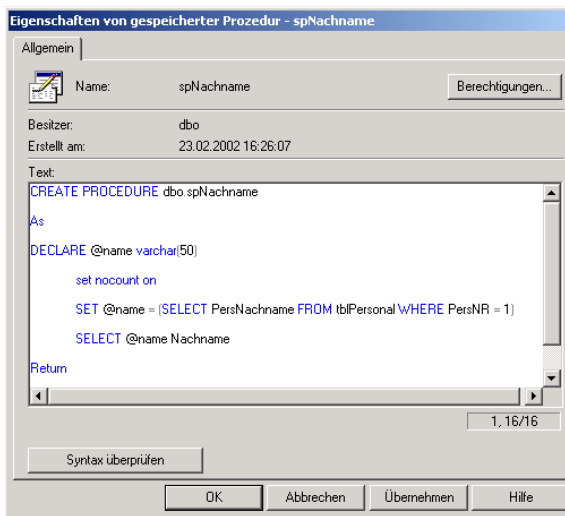 Eigenschaften von gespeicherter Prozedur - spNachname
Allgemein
Name: spNachname Berechtigungen...
Besitzer: dbo
Erstellt am: 23.02.2002 16:26:07
Text:
CREATE PROCEDURE dbo.spNachname
As
DECLARE @name varchar(50)
set nocount on
SET @name = (SELECT PersNachname FROM tblPersonal WHERE PersNR = 1)
SELECT @name Nachname
Return
1, 16/16
Syntax überprüfen
OK Abbrechen Übernehmen Hilfe